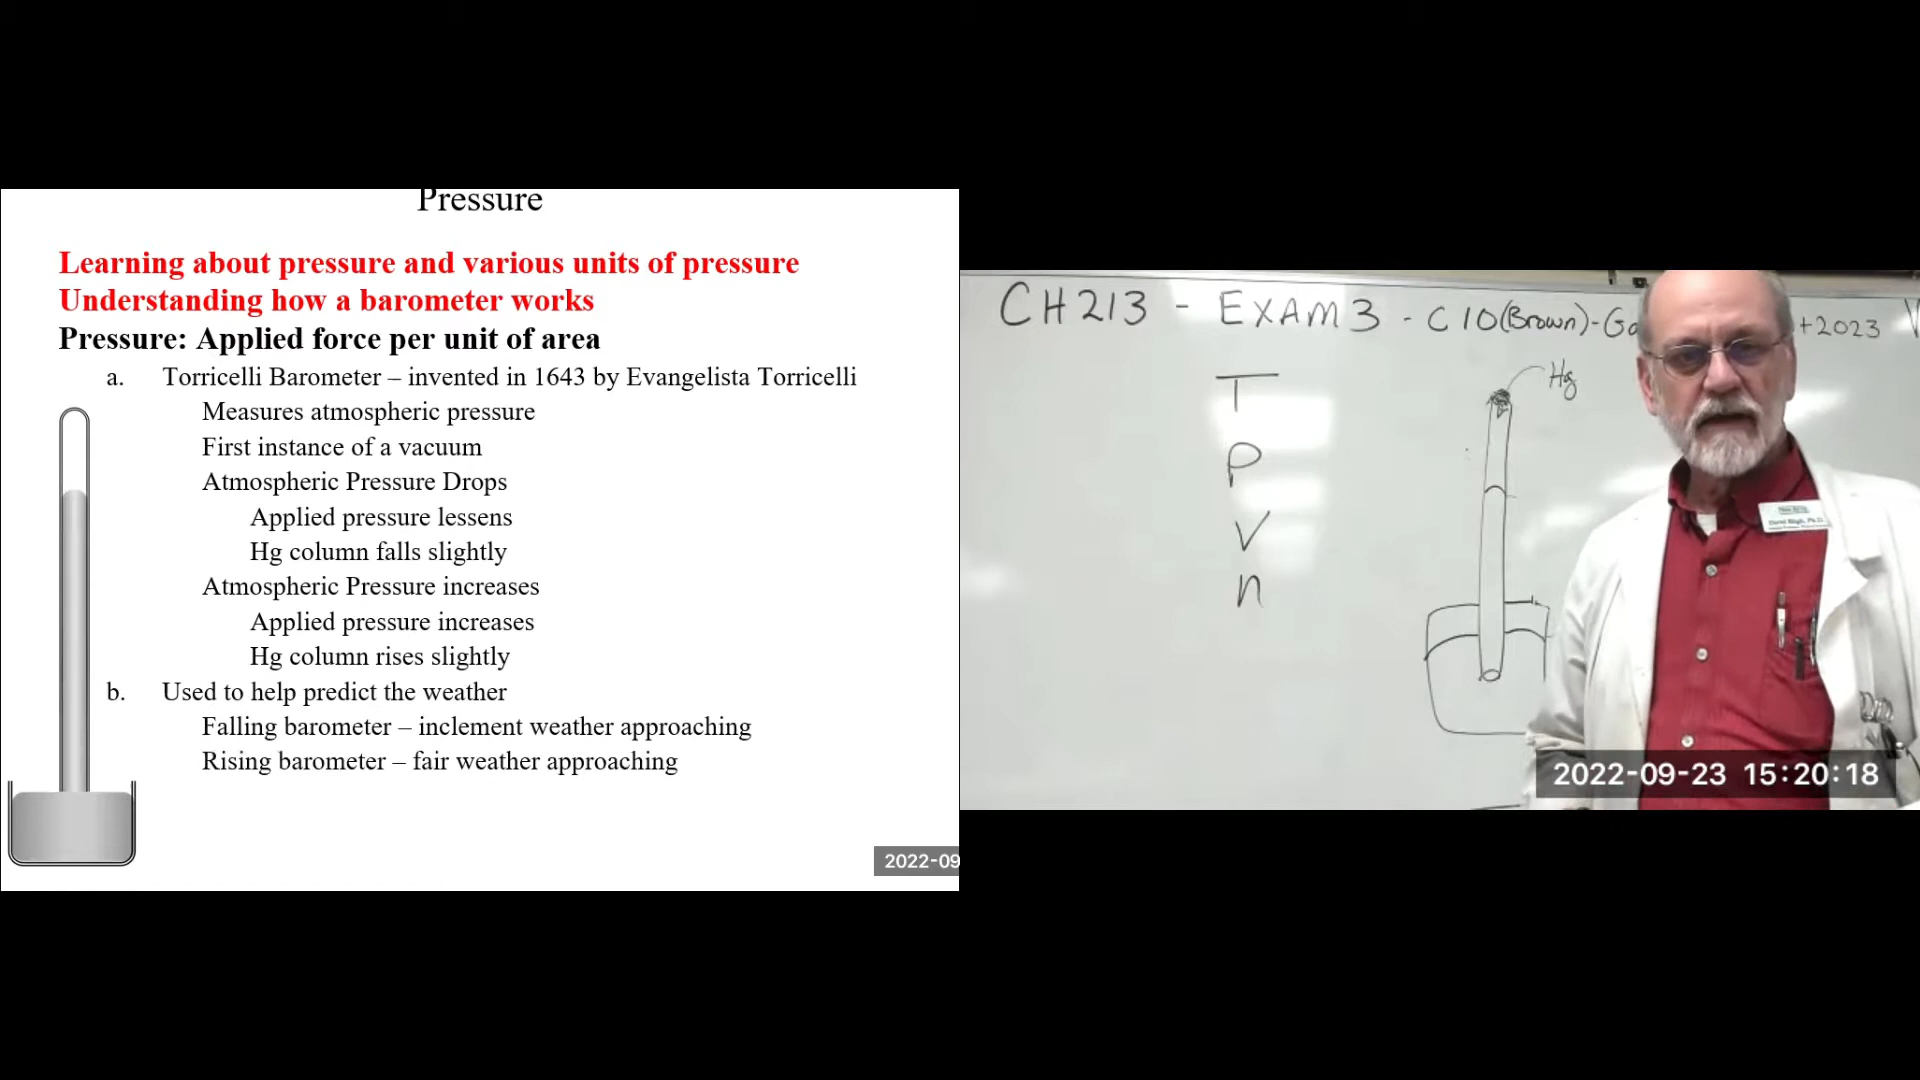 Pressure
Learning about pressure and various units of pressure
Understanding how a barometer works
Pressure: Applied force per unit of area
a. Torricelli Barometer – invented in 1643 by Evangelista Torricelli
Measures atmospheric pressure
First instance of a vacuum
Atmospheric Pressure Drops
Applied pressure lessens
Hg column falls slightly
Atmospheric Pressure increases
Applied pressure increases
Hg column rises slightly
b. Used to help predict the weather
Falling barometer – inclement weather approaching
Rising barometer – fair weather approaching
2022-09
CH213 - EXAM 3 - C10(Brown)-Ga
+2023
Hg
T
P
V
n
2022-09-23 15:20:18